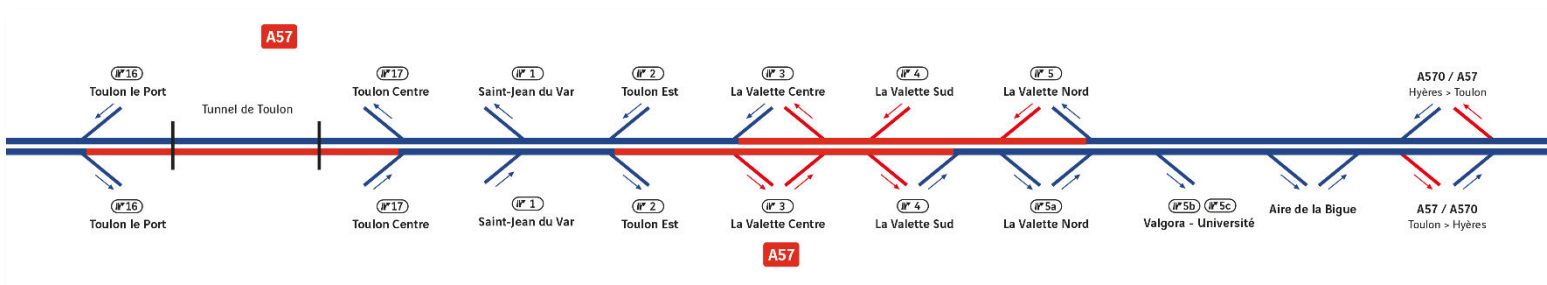 A57
16
Toulon le Port
Tunnel de Toulon
17
Toulon Centre
1
Saint-Jean du Var
2
Toulon Est
3
La Valette Centre
4
La Valette Sud
5
La Valette Nord
A570 / A57
Hyères > Toulon
16
Toulon le Port
17
Toulon Centre
1
Saint-Jean du Var
2
Toulon Est
3
La Valette Centre
4
La Valette Sud
5a
La Valette Nord
5b 5c
Valgora - Université
Aire de la Bigue
A57 / A570
Toulon > Hyères
A57